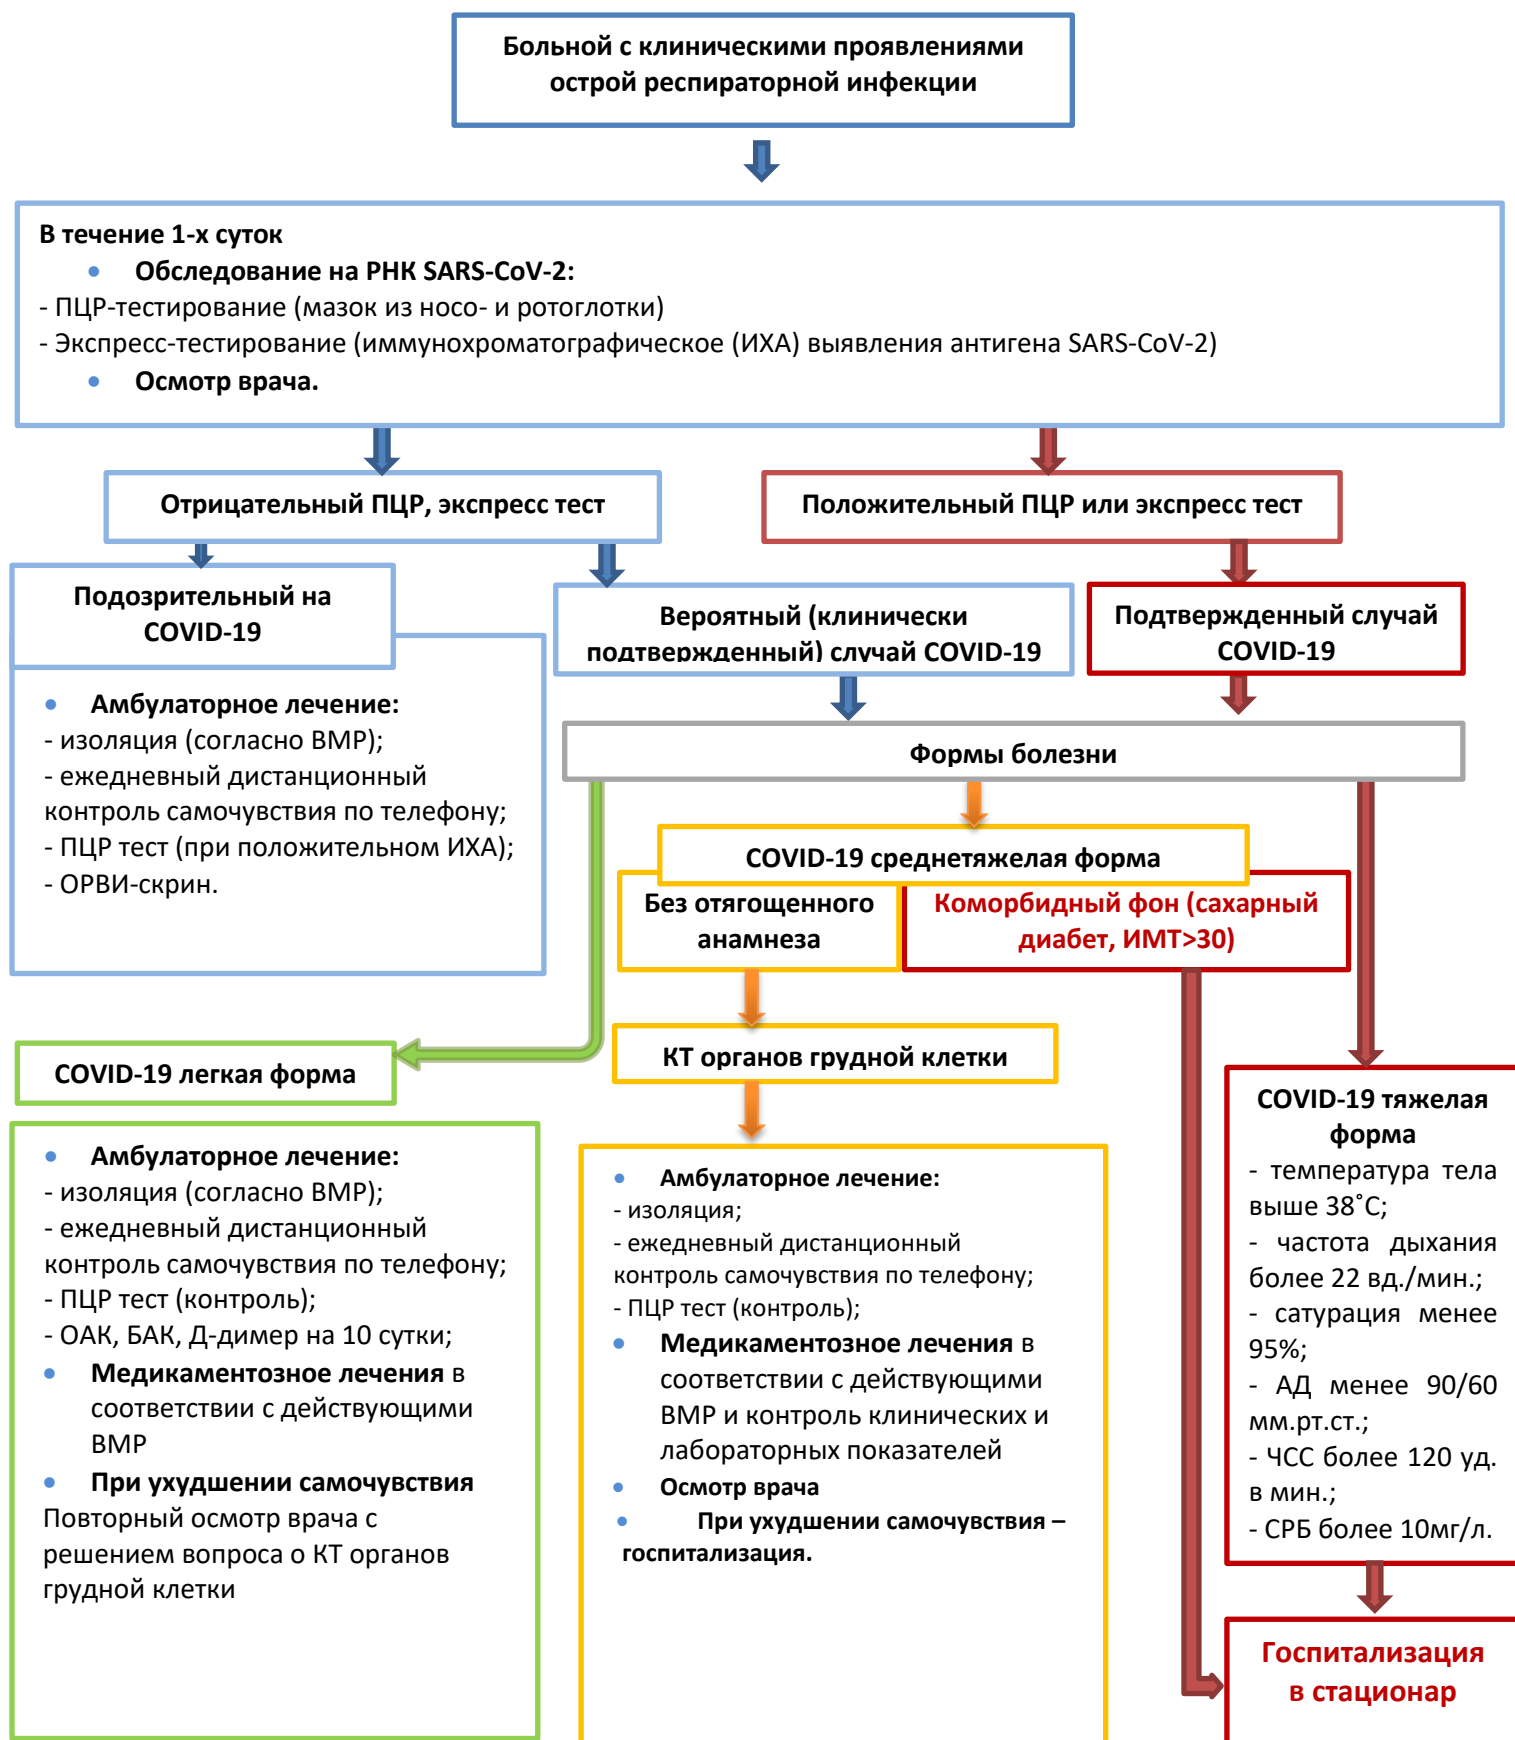 Больной с клиническими проявлениями
острой респираторной инфекции
В течение 1-х суток
• Обследование на РНК SARS-CoV-2:
- ПЦР-тестирование (мазок из носо- и ротоглотки)
- Экспресс-тестирование (иммунохроматографическое (ИХА) выявления антигена SARS-CoV-2)
• Осмотр врача.
Отрицательный ПЦР, экспресс тест
Положительный ПЦР или экспресс тест
Подозрительный на
COVID-19
Вероятный (клинически
подтвержденный) случай COVID-19
Подтвержденный случай
COVID-19
• Амбулаторное лечение:
- изоляция (согласно ВМР);
- ежедневный дистанционный
контроль самочувствия по телефону;
- ПЦР тест (при положительном ИХА);
- ОРВИ-скрин.
Формы болезни
COVID-19 среднетяжелая форма
Без отягощенного
анамнеза
Коморбидный фон (сахарный
диабет, ИМТ>30)
КТ органов грудной клетки
COVID-19 легкая форма
• Амбулаторное лечение:
- изоляция (согласно ВМР);
- ежедневный дистанционный
контроль самочувствия по телефону;
- ПЦР тест (контроль);
- ОАК, БАК, Д-димер на 10 сутки;
• Медикаментозное лечения в
соответствии с действующими
ВМР
• При ухудшении самочувствия
Повторный осмотр врача с
решением вопроса о КТ органов
грудной клетки
• Амбулаторное лечение:
- изоляция;
- ежедневный дистанционный
контроль самочувствия по телефону;
- ПЦР тест (контроль);
• Медикаментозное лечения в
соответствии с действующими
ВМР и контроль клинических и
лабораторных показателей
• Осмотр врача
• При ухудшении самочувствия –
госпитализация.
COVID-19 тяжелая
форма
- температура тела
выше 38˚С;
- частота дыхания
более 22 вд./мин.;
- сатурация менее
95%;
- АД менее 90/60
мм.рт.ст.;
- ЧСС более 120 уд.
в мин.;
- СРБ более 10мг/л.
Госпитализация
в стационар